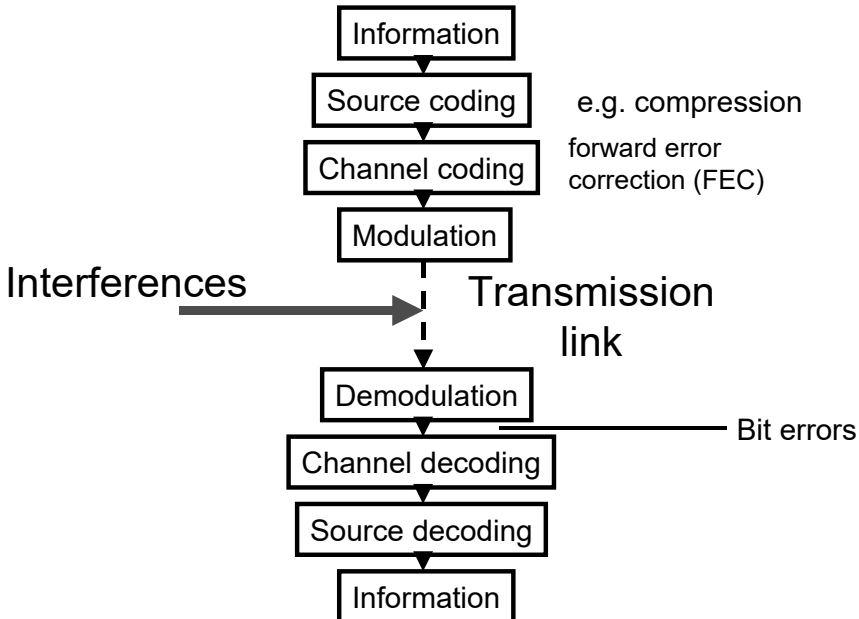 Information
Source coding
e.g. compression
Channel coding
forward error
correction (FEC)
Modulation
Interferences
Transmission
link
Demodulation
Bit errors
Channel decoding
Source decoding
Information